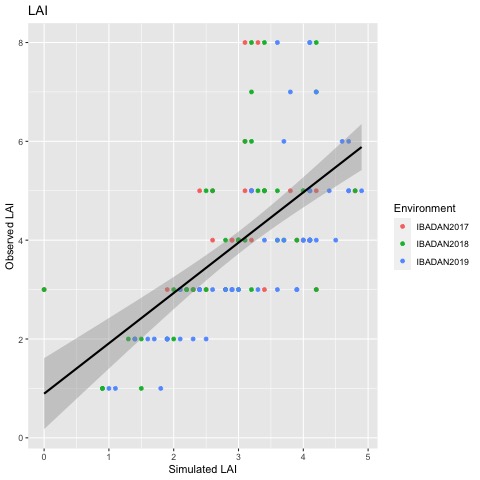 LAI
8
6
4
2
0
Observed LAI
0 1 2 3 4 5
Simulated LAI
Environment
IBADAN2017
IBADAN2018
IBADAN2019